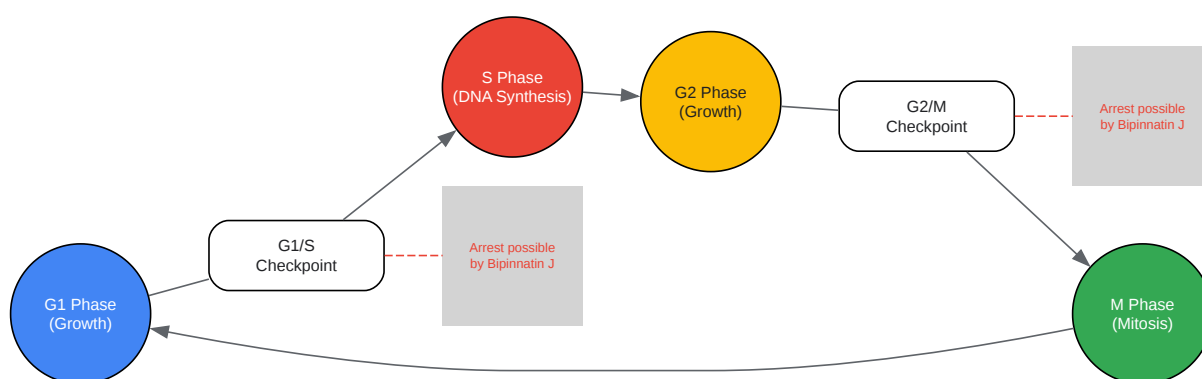 G1 Phase
(Growth)
G1/S
Checkpoint
Arrest possible
by Bipinnatin J
S Phase
(DNA Synthesis)
G2 Phase
(Growth)
G2/M
Checkpoint
Arrest possible
by Bipinnatin J
M Phase
(Mitosis)